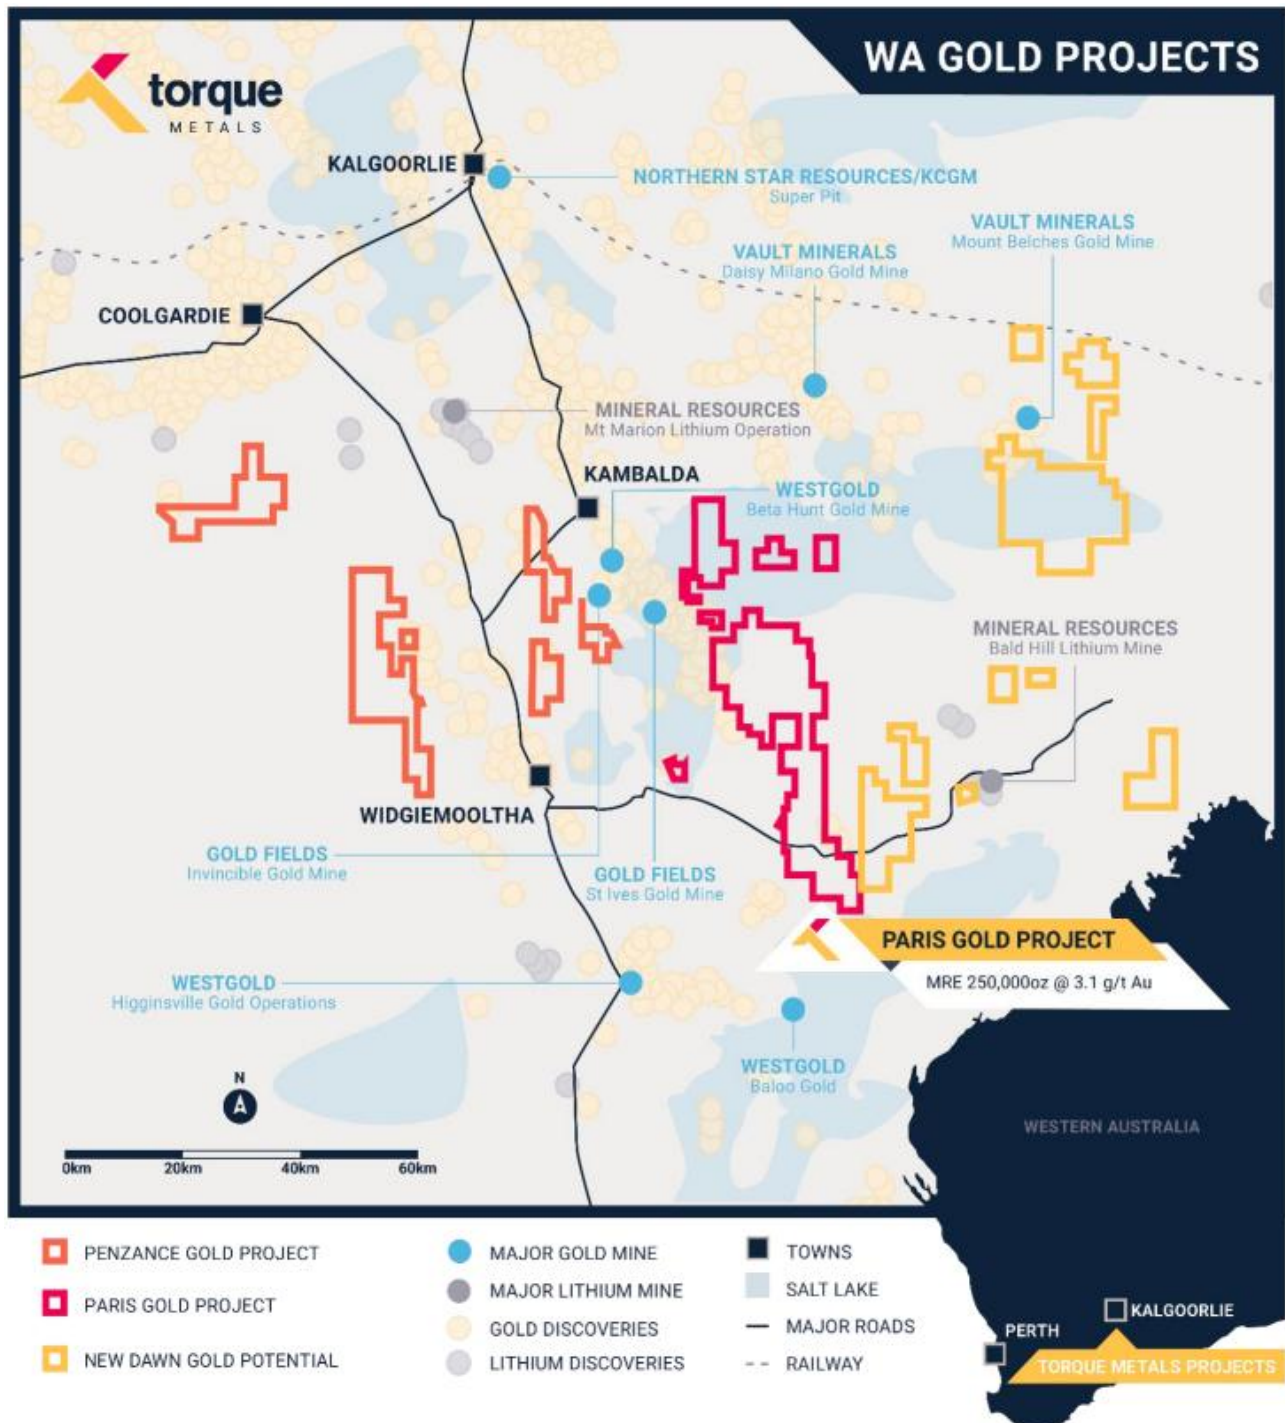 WA GOLD PROJECTS
torque
METALS
KALGOORLIE
NORTHERN STAR RESOURCES/KCGM
Super Pit
VAULT MINERALS
Mount Belches Gold Mine
VAULT MINERALS
Daisy Milano Gold Mine
COOLGARDIE
MINERAL RESOURCES
Mt Marion Lithium Operation
KAMBALDA
WESTGOLD
Beta Hunt Gold Mine
MINERAL RESOURCES
Bald Hill Lithium Mine
WIDGIEMOOLTHA
GOLD FIELDS
Invincible Gold Mine
GOLD FIELDS
St Ives Gold Mine
PARIS GOLD PROJECT
MRE 250,000oz @ 3.1 g/t Au
WESTGOLD
Higginsville Gold Operations
WESTGOLD
Baloo Gold
N
A
0km 20km 40km 60km
WESTERN AUSTRALIA
PENZANCE GOLD PROJECT
PARIS GOLD PROJECT
NEW DAWN GOLD POTENTIAL
MAJOR GOLD MINE
MAJOR LITHIUM MINE
GOLD DISCOVERIES
LITHIUM DISCOVERIES
TOWNS
SALT LAKE
MAJOR ROADS
RAILWAY
KALGOORLIE
PERTH
TORQUE METALS PROJECTS